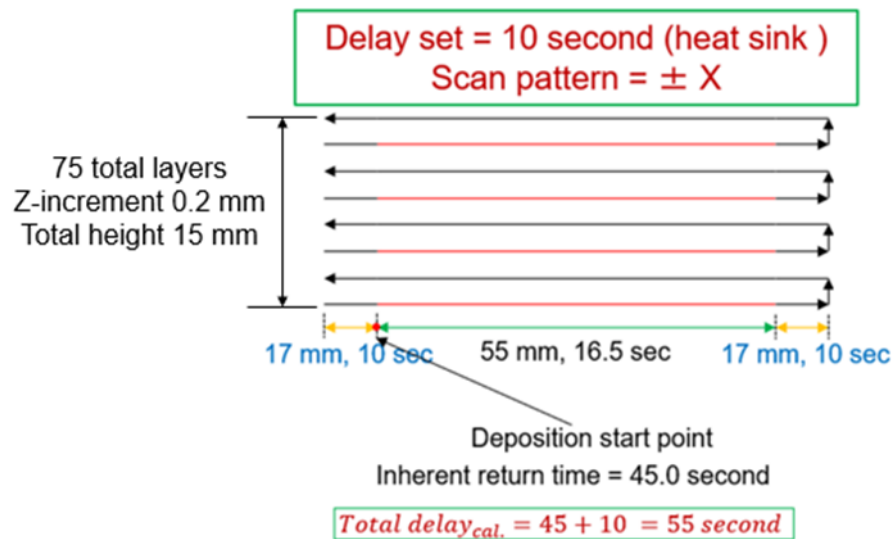 Delay set = 10 second (heat sink )
Scan pattern = ± X
75 total layers
Z-increment 0.2 mm
Total height 15 mm
17 mm, 10 sec 55 mm, 16.5 sec 17 mm, 10 sec
Deposition start point
Inherent return time = 45.0 second
Total delay cal. = 45 + 10 = 55 second